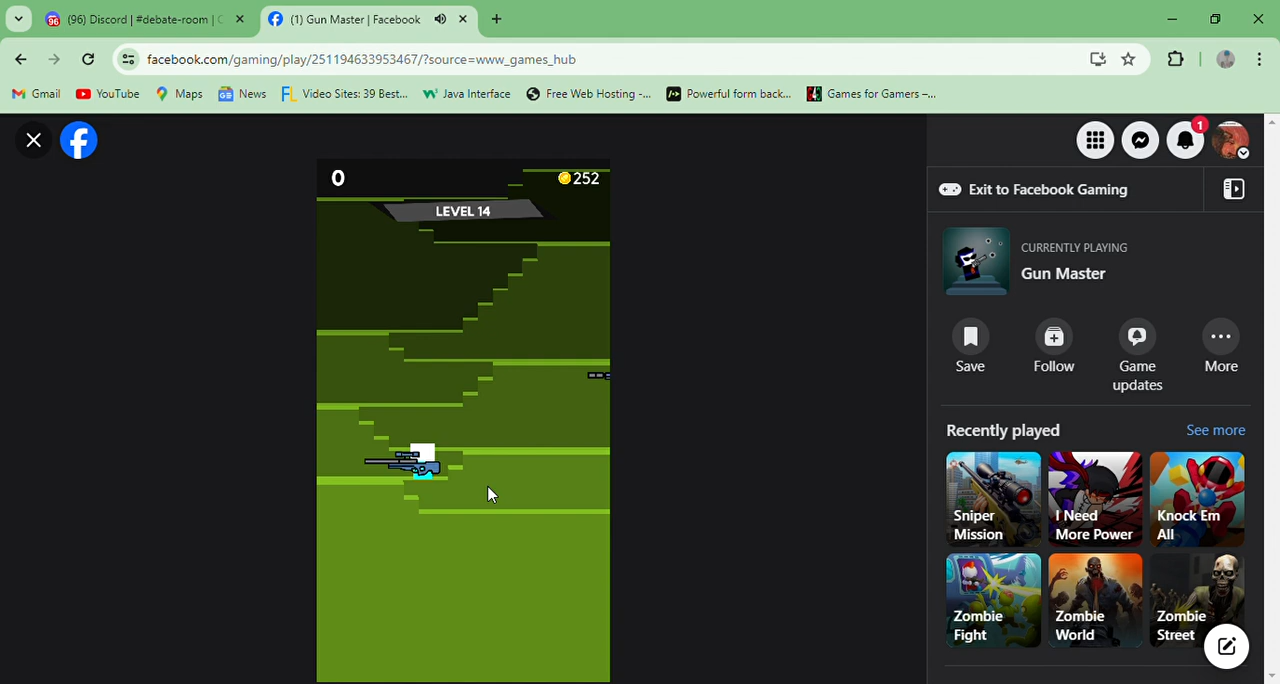 (96) Discord | #debate-room |
(1) Gun Master | Facebook
facebook.com/gaming/play/251194633953467/?source=www_games_hub
Gmail
YouTube
Maps
News
Video Sites: 39 Best...
Java Interface
Free Web Hosting -...
Powerful form back...
Games for Gamers –...
0
252
LEVEL 14
1
Exit to Facebook Gaming
CURRENTLY PLAYING
Gun Master
Save
Follow
Game
updates
More
Recently played
See more
Sniper
Mission
I Need
More Power
Knock Em
All
Zombie
Fight
Zombie
World
Zombie
Street